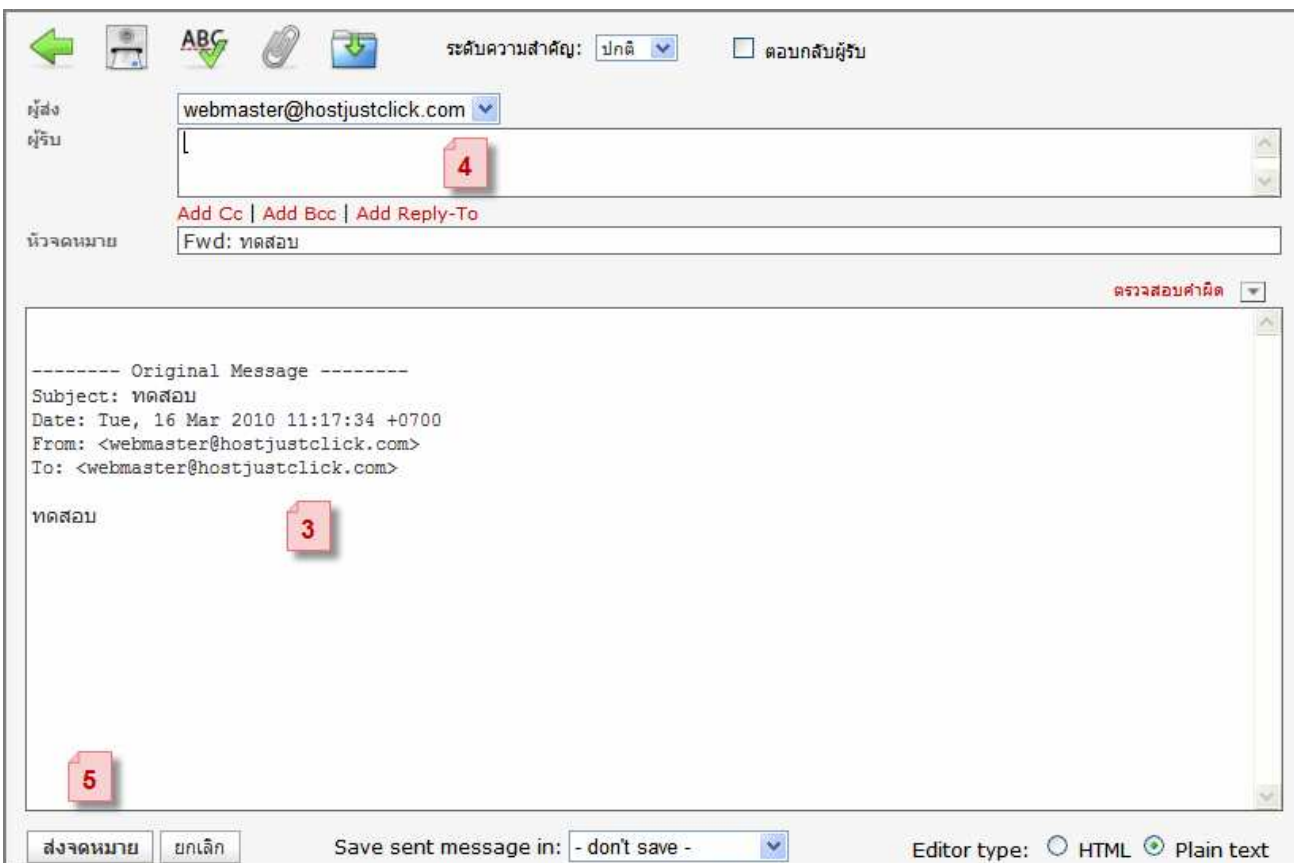 ABC
ระดับความสำคัญ: ปกติ ตอบกลับผู้รับ
ผู้ส่ง webmaster@hostjustclick.com
ผู้รับ
4
Add Cc | Add Bcc | Add Reply-To
หัวจดหมาย Fwd: ทดสอบ
ตรวจสอบคำผิด
-------- Original Message --------
Subject: ทดสอบ
Date: Tue, 16 Mar 2010 11:17:34 +0700
From: <webmaster@hostjustclick.com>
To: <webmaster@hostjustclick.com>
ทดสอบ
3
5
ส่งจดหมาย ยกเลิก Save sent message in: - don't save - Editor type: HTML Plain text